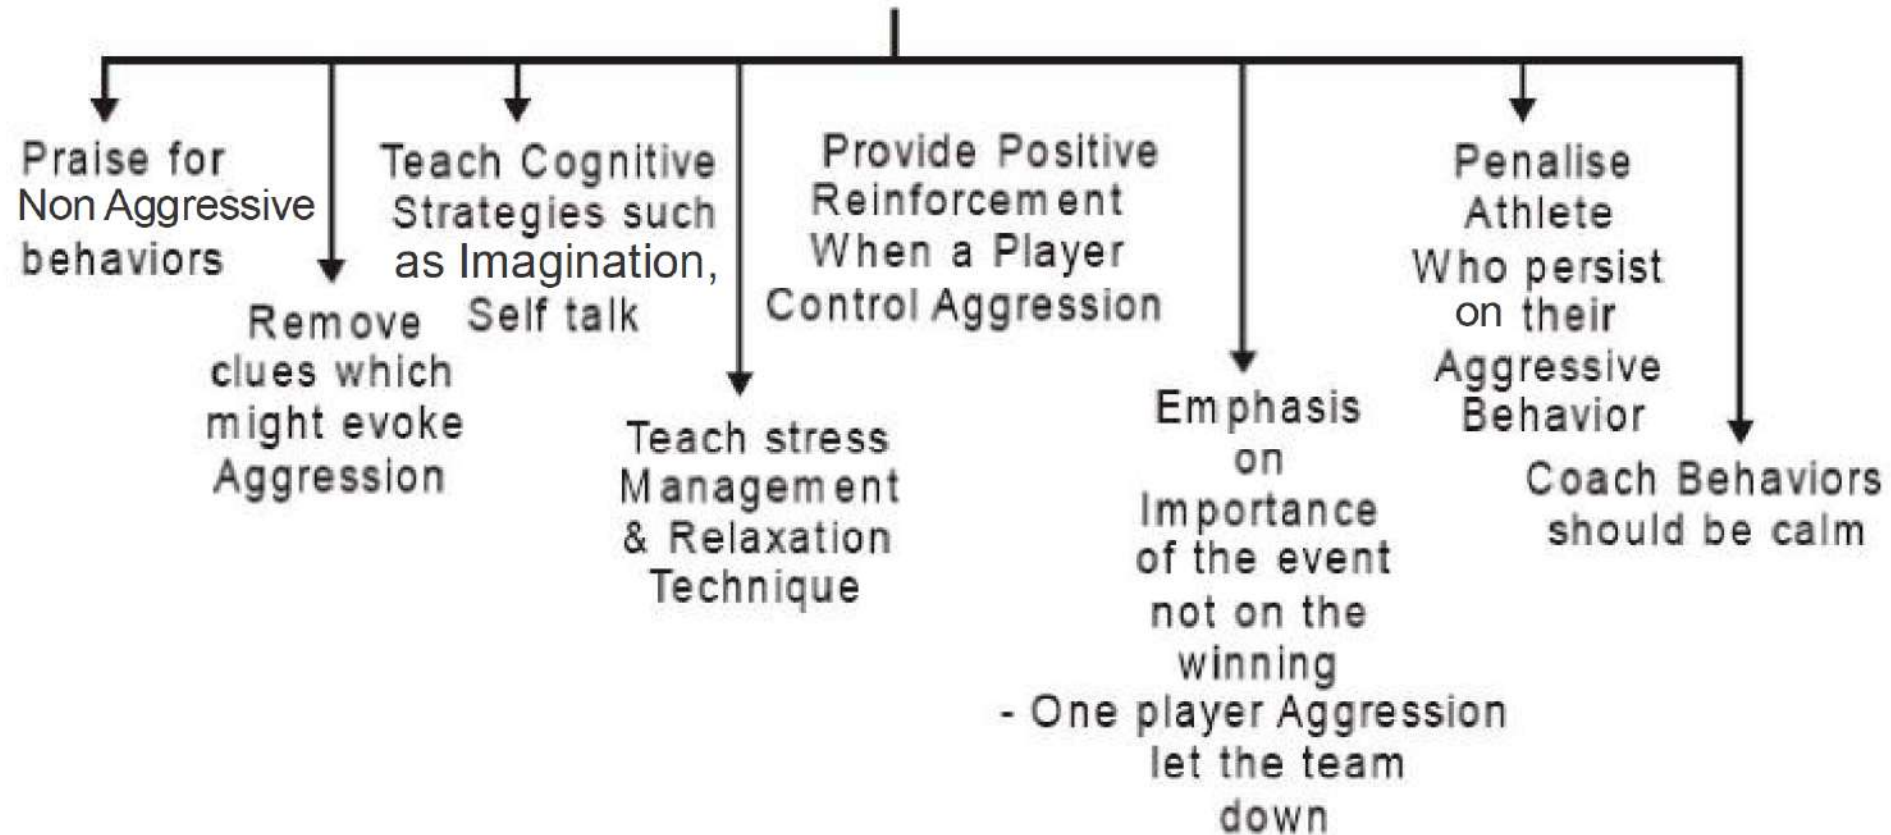 Praise for
Non Aggressive
behaviors
Remove
clues which
might evoke
Aggression
Teach Cognitive
Strategies such
as Imagination,
Self talk
Teach stress
Management
& Relaxation
Technique
Provide Positive
Reinforcement
When a Player
Control Aggression
Emphasis
on
Importance
of the event
not on the
winning
- One player Aggression
let the team
down
Penalise
Athlete
Who persist
on their
Aggressive
Behavior
Coach Behaviors
should be calm